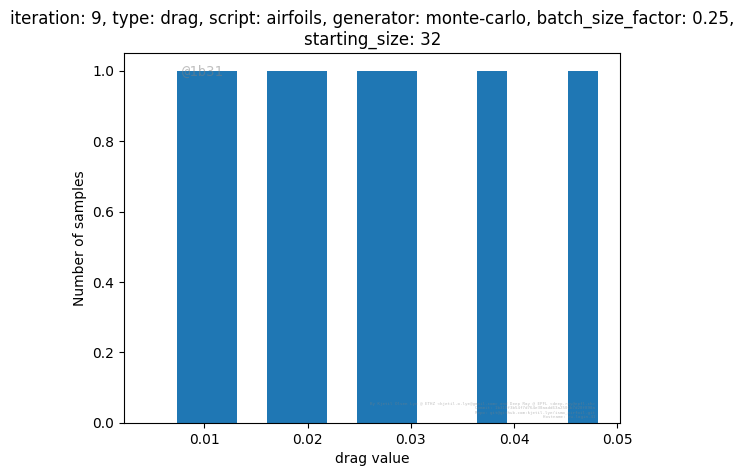 iteration: 9, type: drag, script: airfoils, generator: monte-carlo, batch_size_factor: 0.25,
starting_size: 32
@1b31
1.0
0.8
0.6
0.4
0.2
0.0
Number of samples
0.01
0.02
0.03
0.04
0.05
drag value